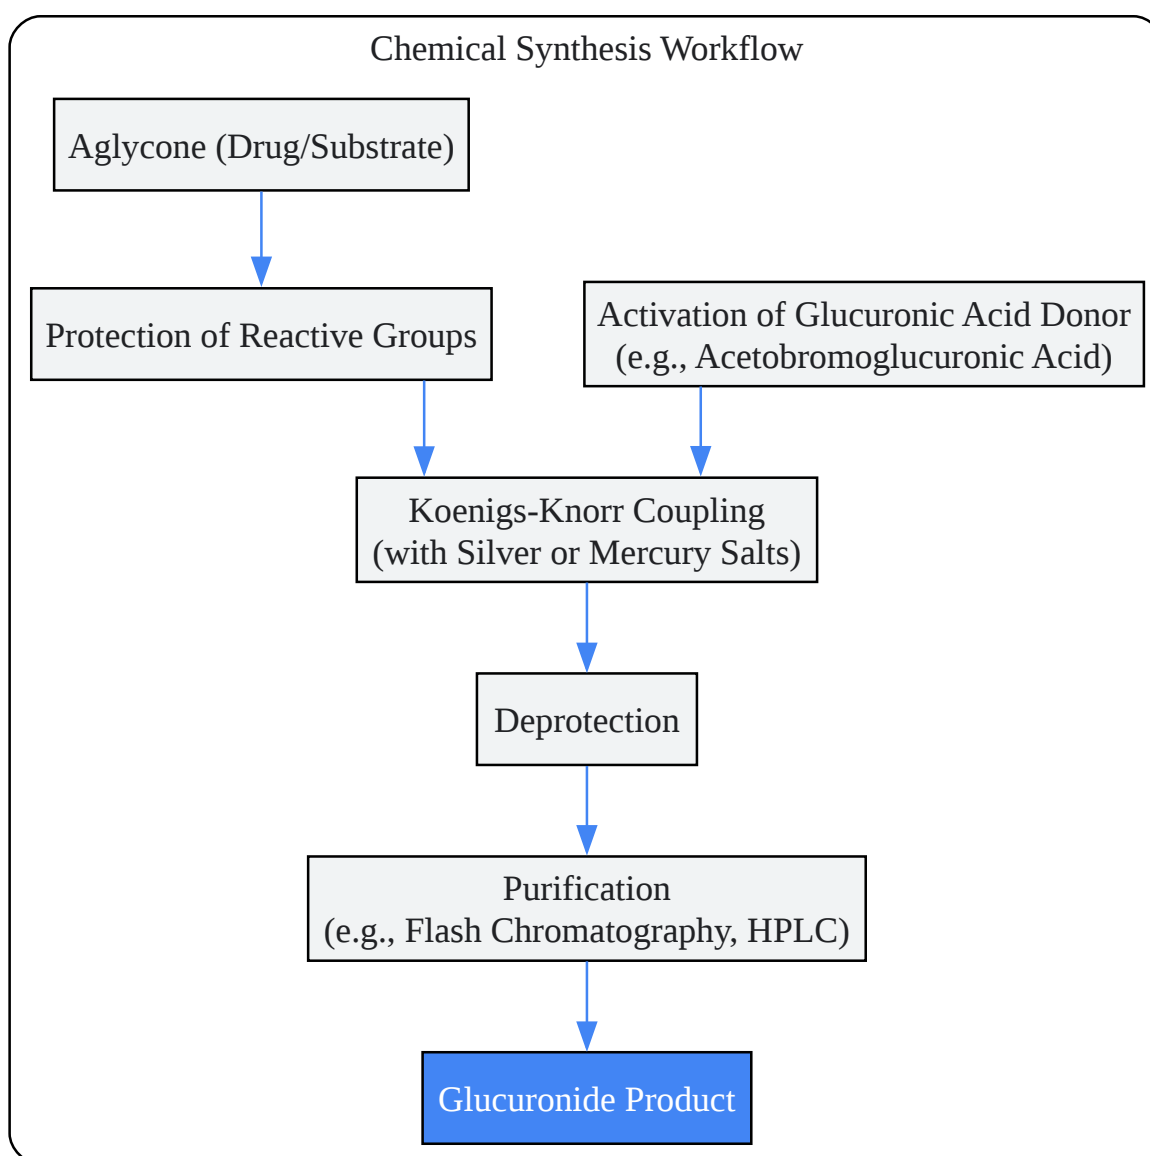 Chemical Synthesis Workflow
Aglycone (Drug/Substrate)
Protection of Reactive Groups
Activation of Glucuronic Acid Donor
(e.g., Acetobromoglucuronic Acid)
Koenigs-Knorr Coupling
(with Silver or Mercury Salts)
Deprotection
Purification
(e.g., Flash Chromatography, HPLC)
Glucuronide Product